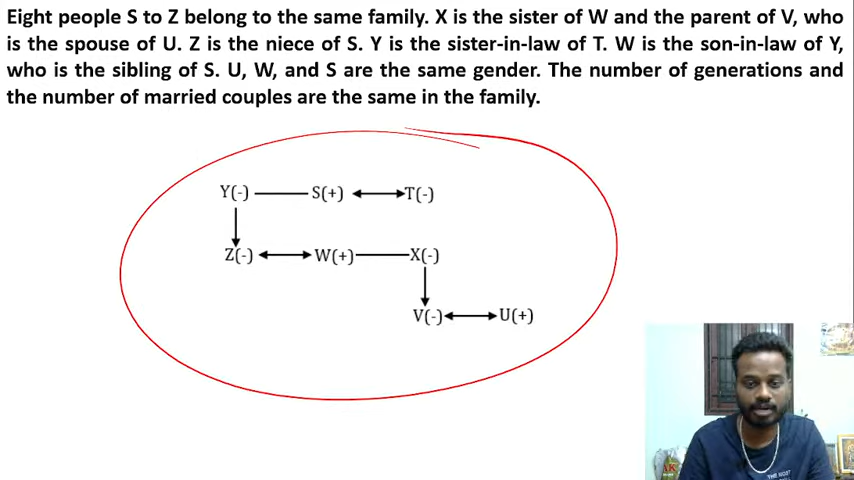 Eight people S to Z belong to the same family. X is the sister of W and the parent of V, who
is the spouse of U. Z is the niece of S. Y is the sister-in-law of T. W is the son-in-law of Y,
who is the sibling of S. U, W, and S are the same gender. The number of generations and
the number of married couples are the same in the family.
Y(-) S(+) T(-)
Z(-) W(+) X(-)
V(-) U(+)
THE MOST